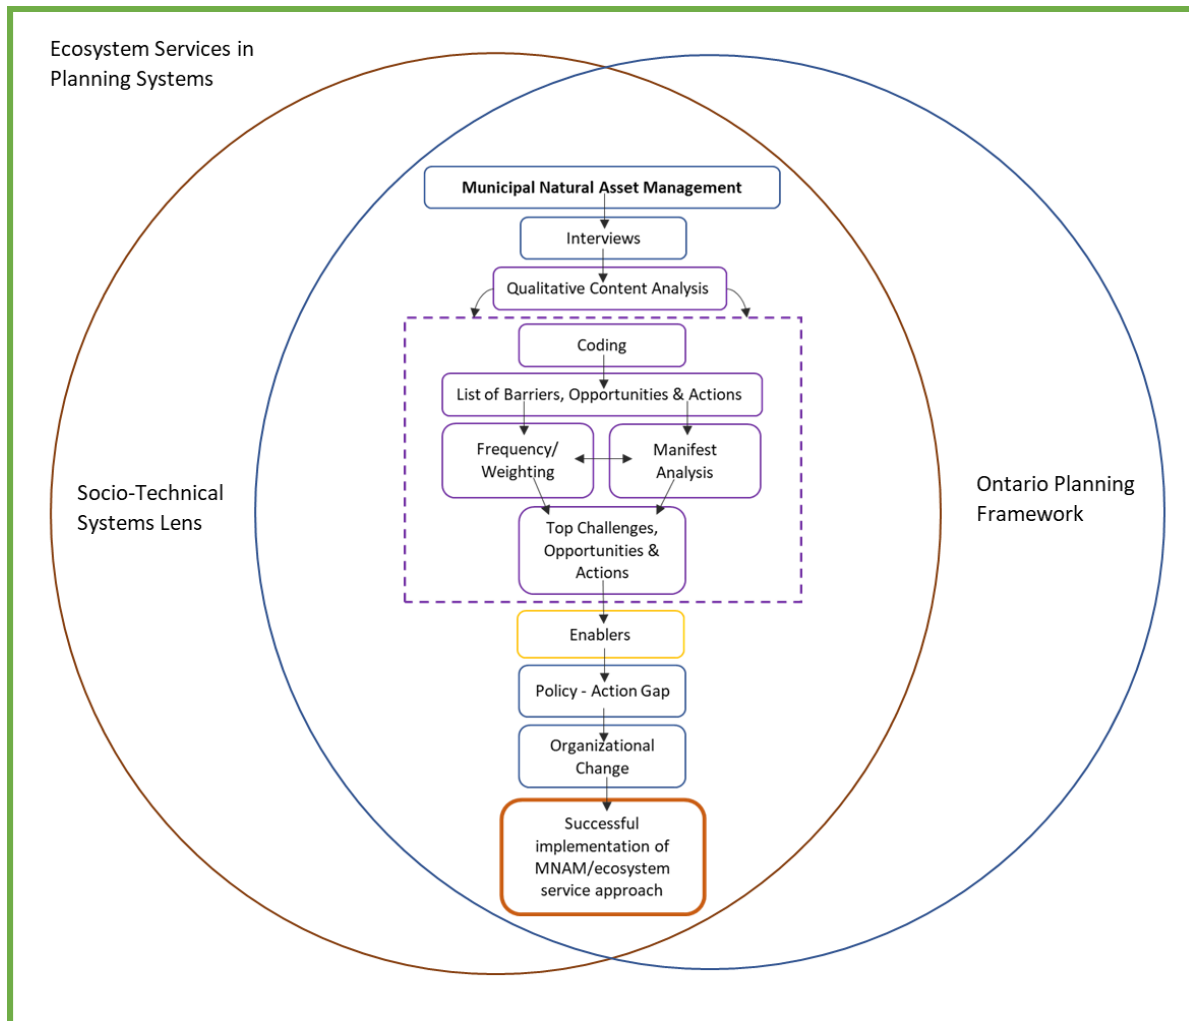 Ecosystem Services in
Planning Systems
Municipal Natural Asset Management
Interviews
Qualitative Content Analysis
Coding
List of Barriers, Opportunities & Actions
Frequency/
Weighting
Manifest
Analysis
Socio-Technical
Systems Lens
Ontario Planning
Framework
Top Challenges,
Opportunities &
Actions
Enablers
Policy - Action Gap
Organizational
Change
Successful
implementation of
MNAM/ecosystem
service approach